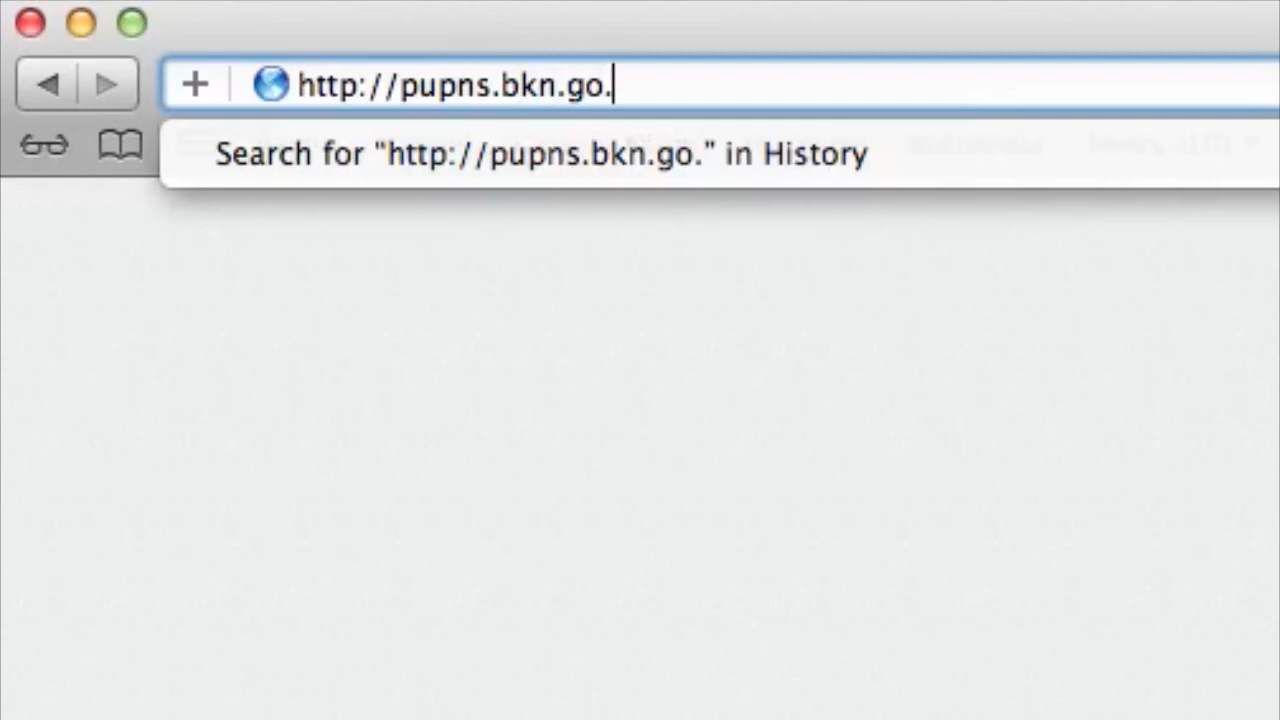 http://pupns.bkn.go.
Search for “http://pupns.bkn.go.” in History